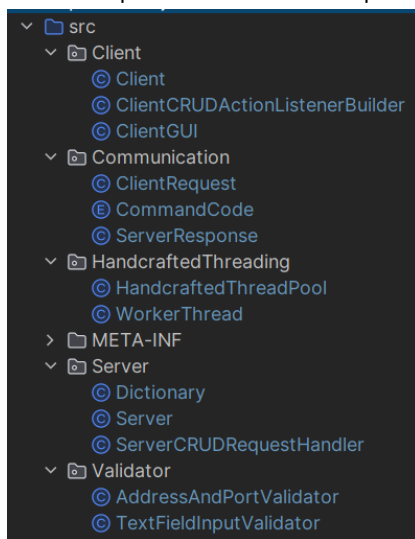 src
Client
Client
ClientCRUDActionListenerBuilder
ClientGUI
Communication
ClientRequest
CommandCode
ServerResponse
HandcraftedThreading
HandcraftedThreadPool
WorkerThread
META-INF
Server
Dictionary
Server
ServerCRUDRequestHandler
Validator
AddressAndPortValidator
TextFieldInputValidator